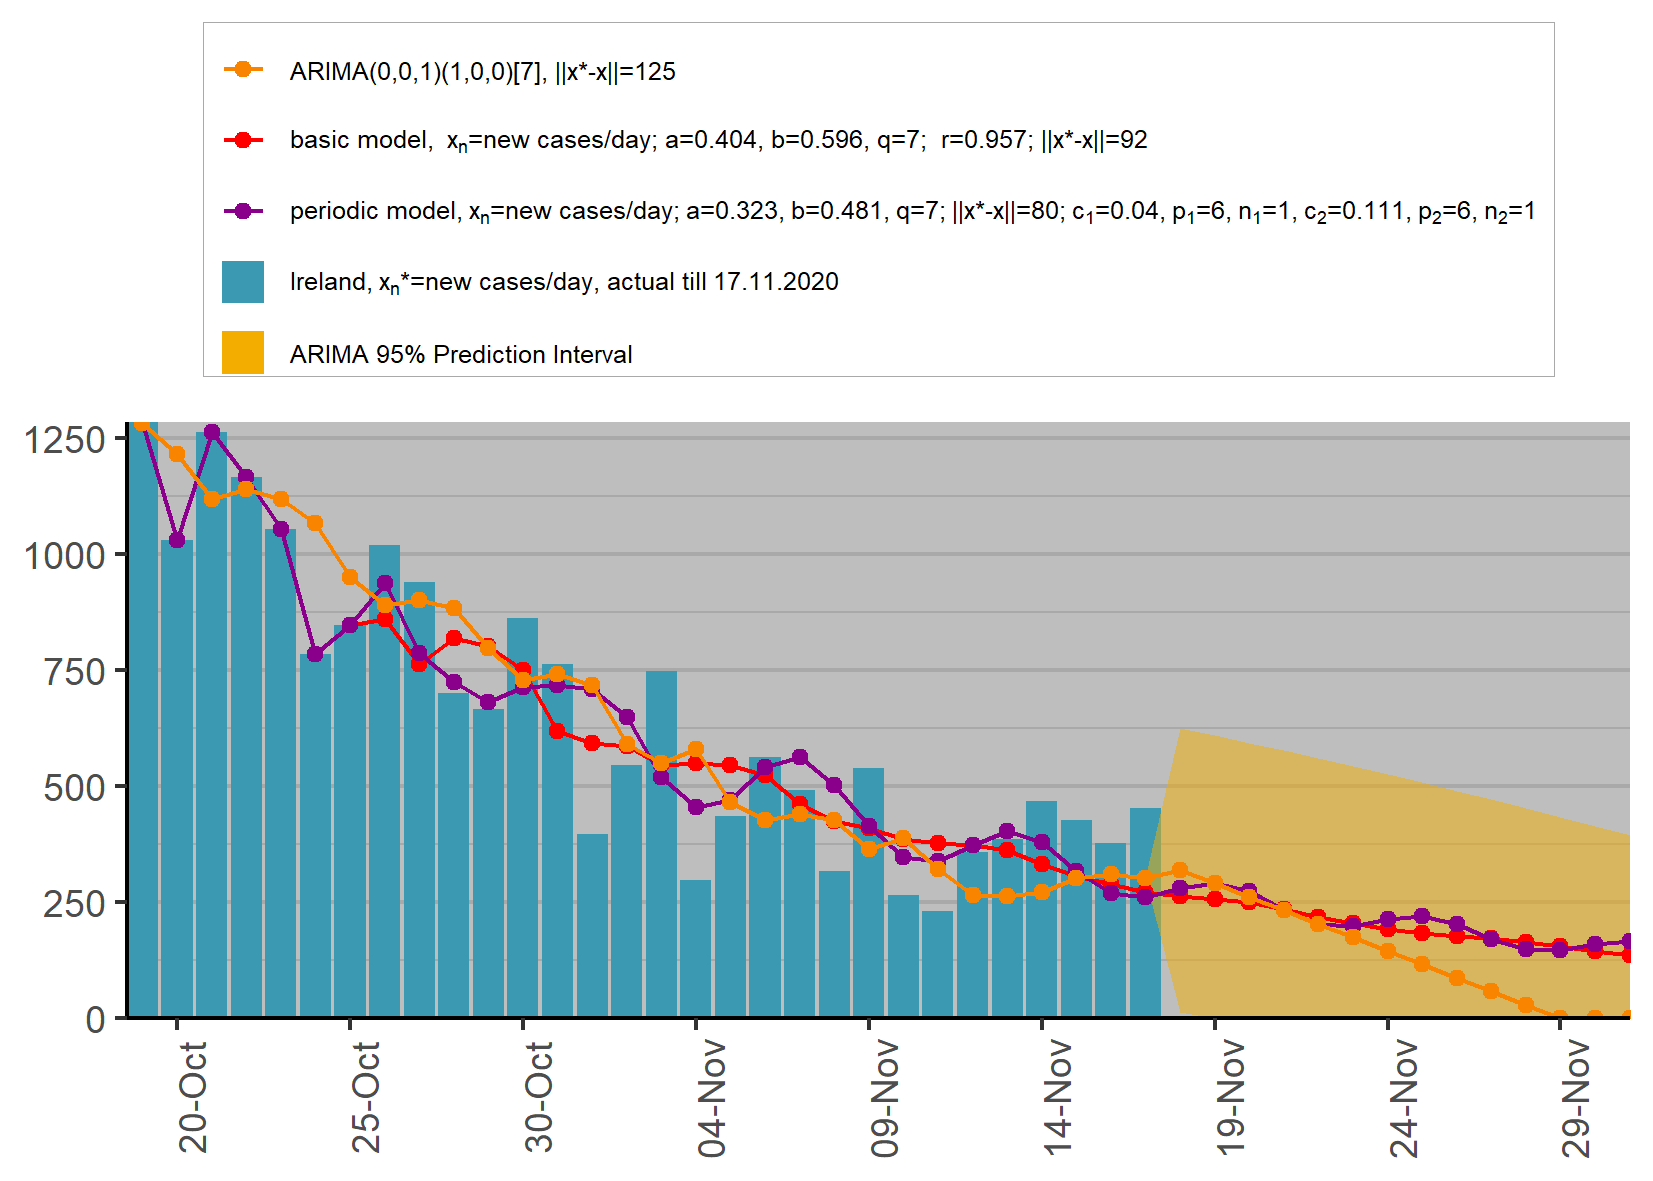 ARIMA(0,0,1)(1,0,0)[7], ||x*-x||=125
basic model, xn=new cases/day; a=0.404, b=0.596, q=7; r=0.957; ||x*-x||=92
periodic model, xn=new cases/day; a=0.323, b=0.481, q=7; ||x*-x||=80; c1=0.04, p1=6, n1=1, c2=0.111, p2=6, n2=1
Ireland, xn*=new cases/day, actual till 17.11.2020
ARIMA 95% Prediction Interval
1250
1000
750
500
250
0
20-Oct
25-Oct
30-Oct
04-Nov
09-Nov
14-Nov
19-Nov
24-Nov
29-Nov